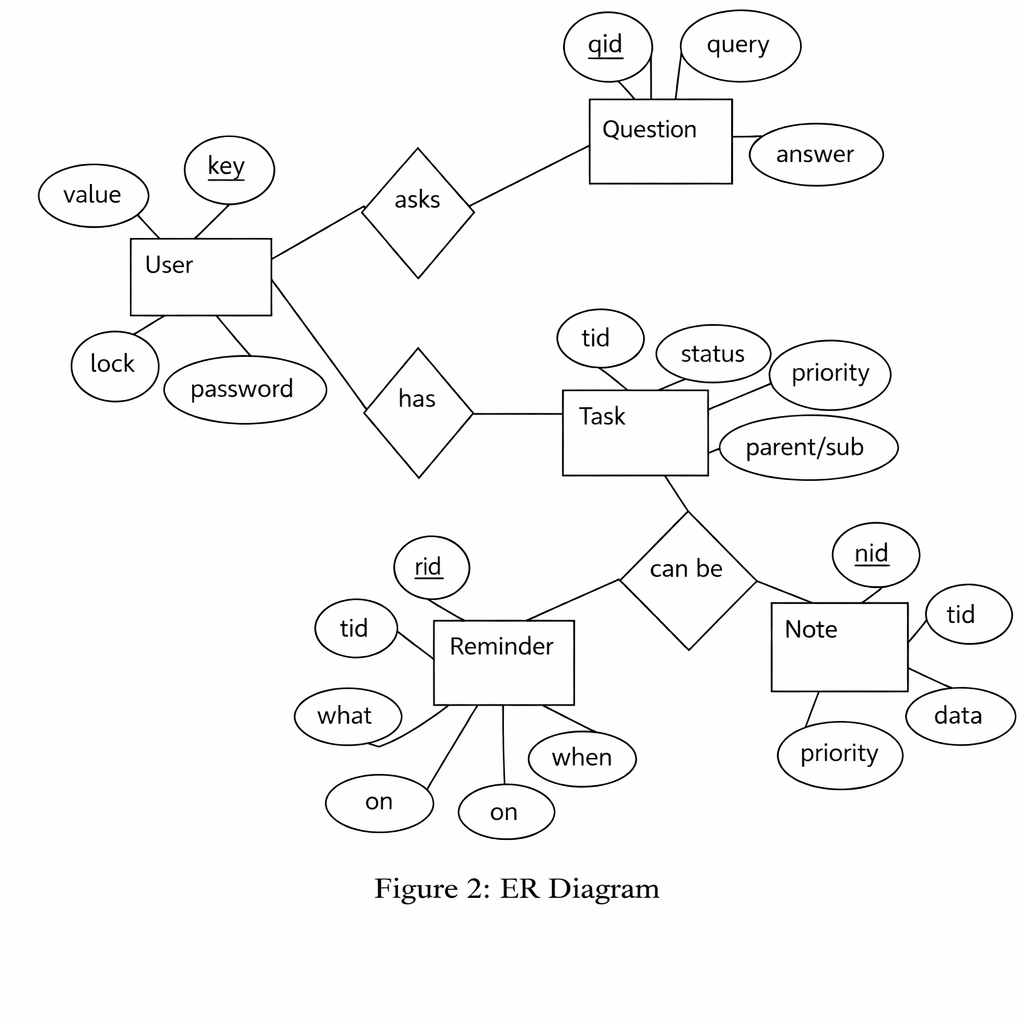 qid
query
Question
answer
key
value
asks
User
lock
password
has
tid
status
priority
Task
parent/sub
can be
rid
tid
Reminder
what
on
on
when
nid
tid
Note
data
priority
Figure 2: ER Diagram